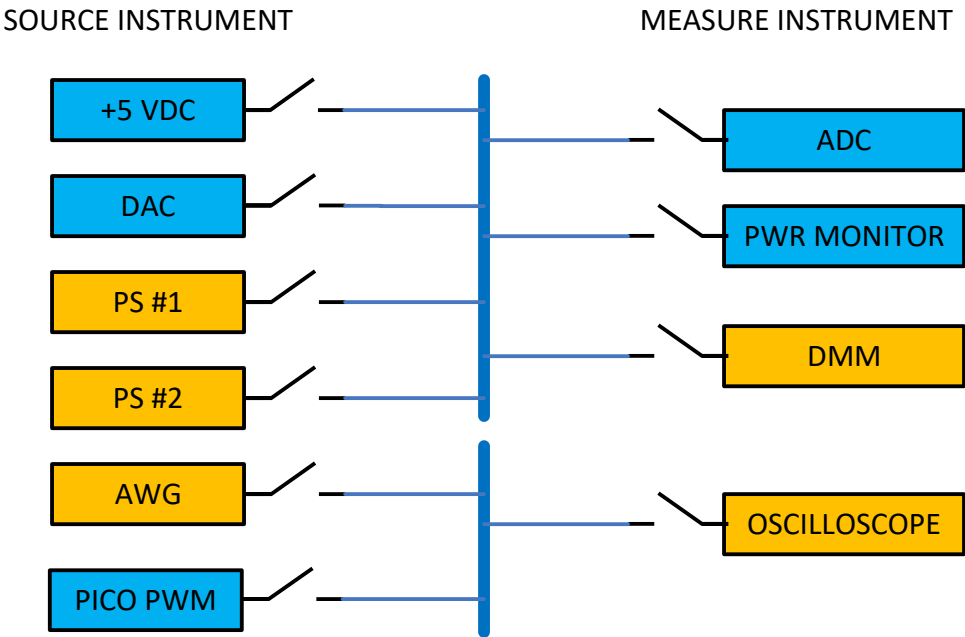 SOURCE INSTRUMENT
MEASURE INSTRUMENT
+5 VDC
DAC
PS #1
PS #2
AWG
PICO PWM
ADC
PWR MONITOR
DMM
OSCILLOSCOPE